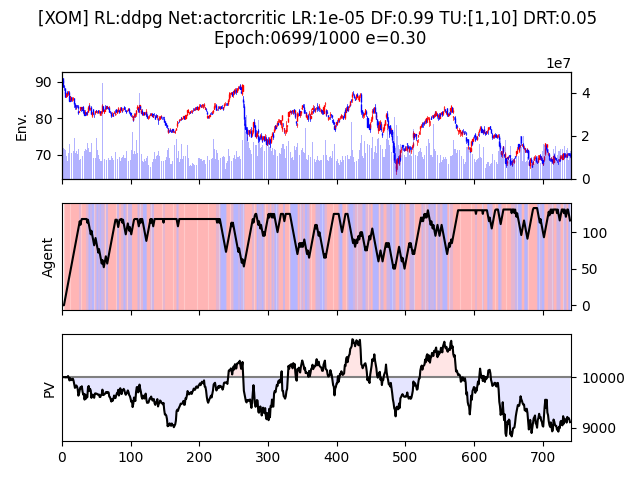 [XOM] RL:ddpg Net:actorcritic LR:1e-05 DF:0.99 TU:[1,10] DRT:0.05
Epoch:0699/1000 e=0.30
1e7
90
80
70
Env.
4
2
0
Agent
100
50
0
PV
10000
9000
0 100 200 300 400 500 600 700